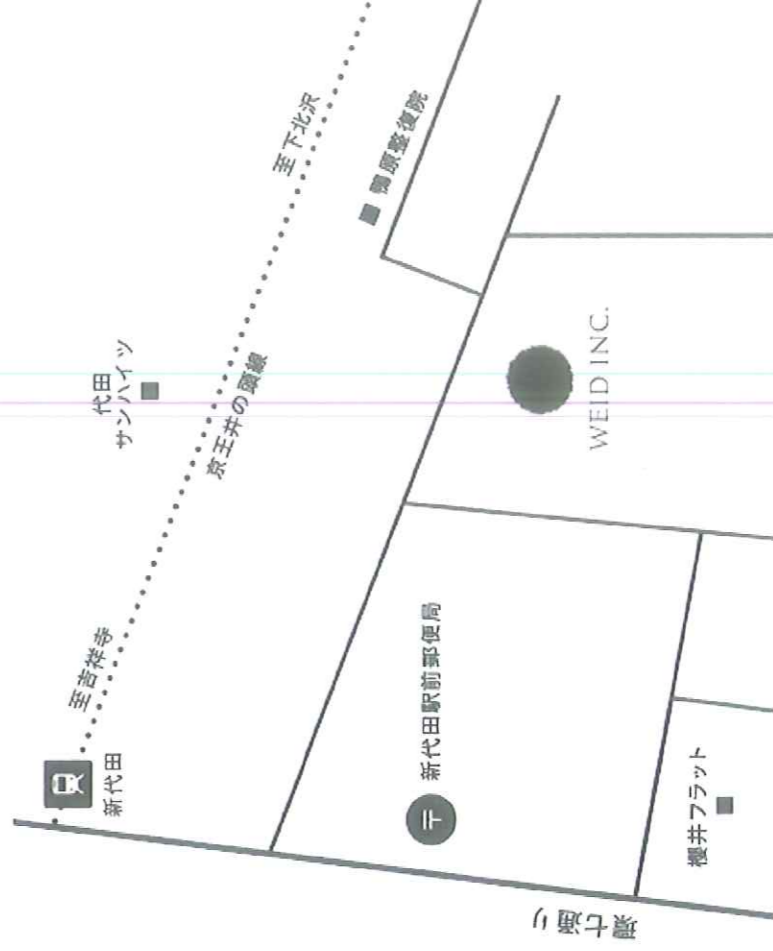 至下北沢
鴨原整復院
代田
サンハイツ
京王井の頭線
WEID INC.
至吉祥寺
新代田
〒
新代田駅前郵便局
櫻井フラット
環七通り